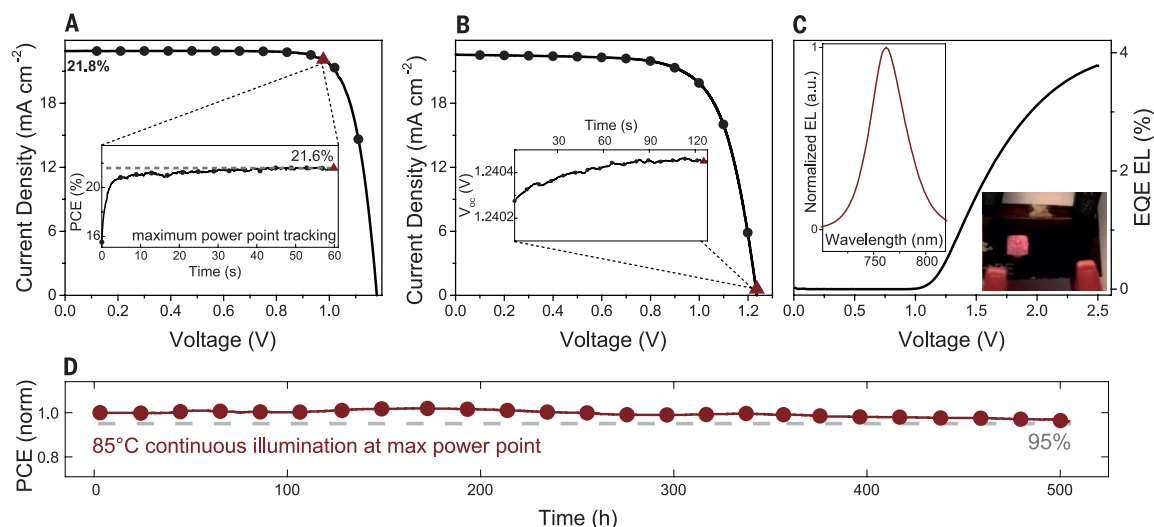 A
Current Density (mA cm⁻²)
24
18
12
6
0
21.8%
0.0 0.2 0.4 0.6 0.8 1.0
Voltage (V)
PCE (%)
20
16
21.6%
maximum power point tracking
0 10 20 30 40 50 60
Time (s)
B
Current Density (mA cm⁻²)
24
18
12
6
0
0.0 0.2 0.4 0.6 0.8 1.0 1.2
Voltage (V)
Time (s)
30 60 90 120
Voc (V)
1.2404
1.2402
C
Normalized EL (a.u.)
1
0
Wavelength (nm)
760 800
EQE EL (%)
4
2
0
0.0 0.5 1.0 1.5 2.0 2.5
Voltage (V)
D
PCE (norm)
1.0
0.8
85°C continuous illumination at max power point
95%
0 100 200 300 400 500
Time (h)